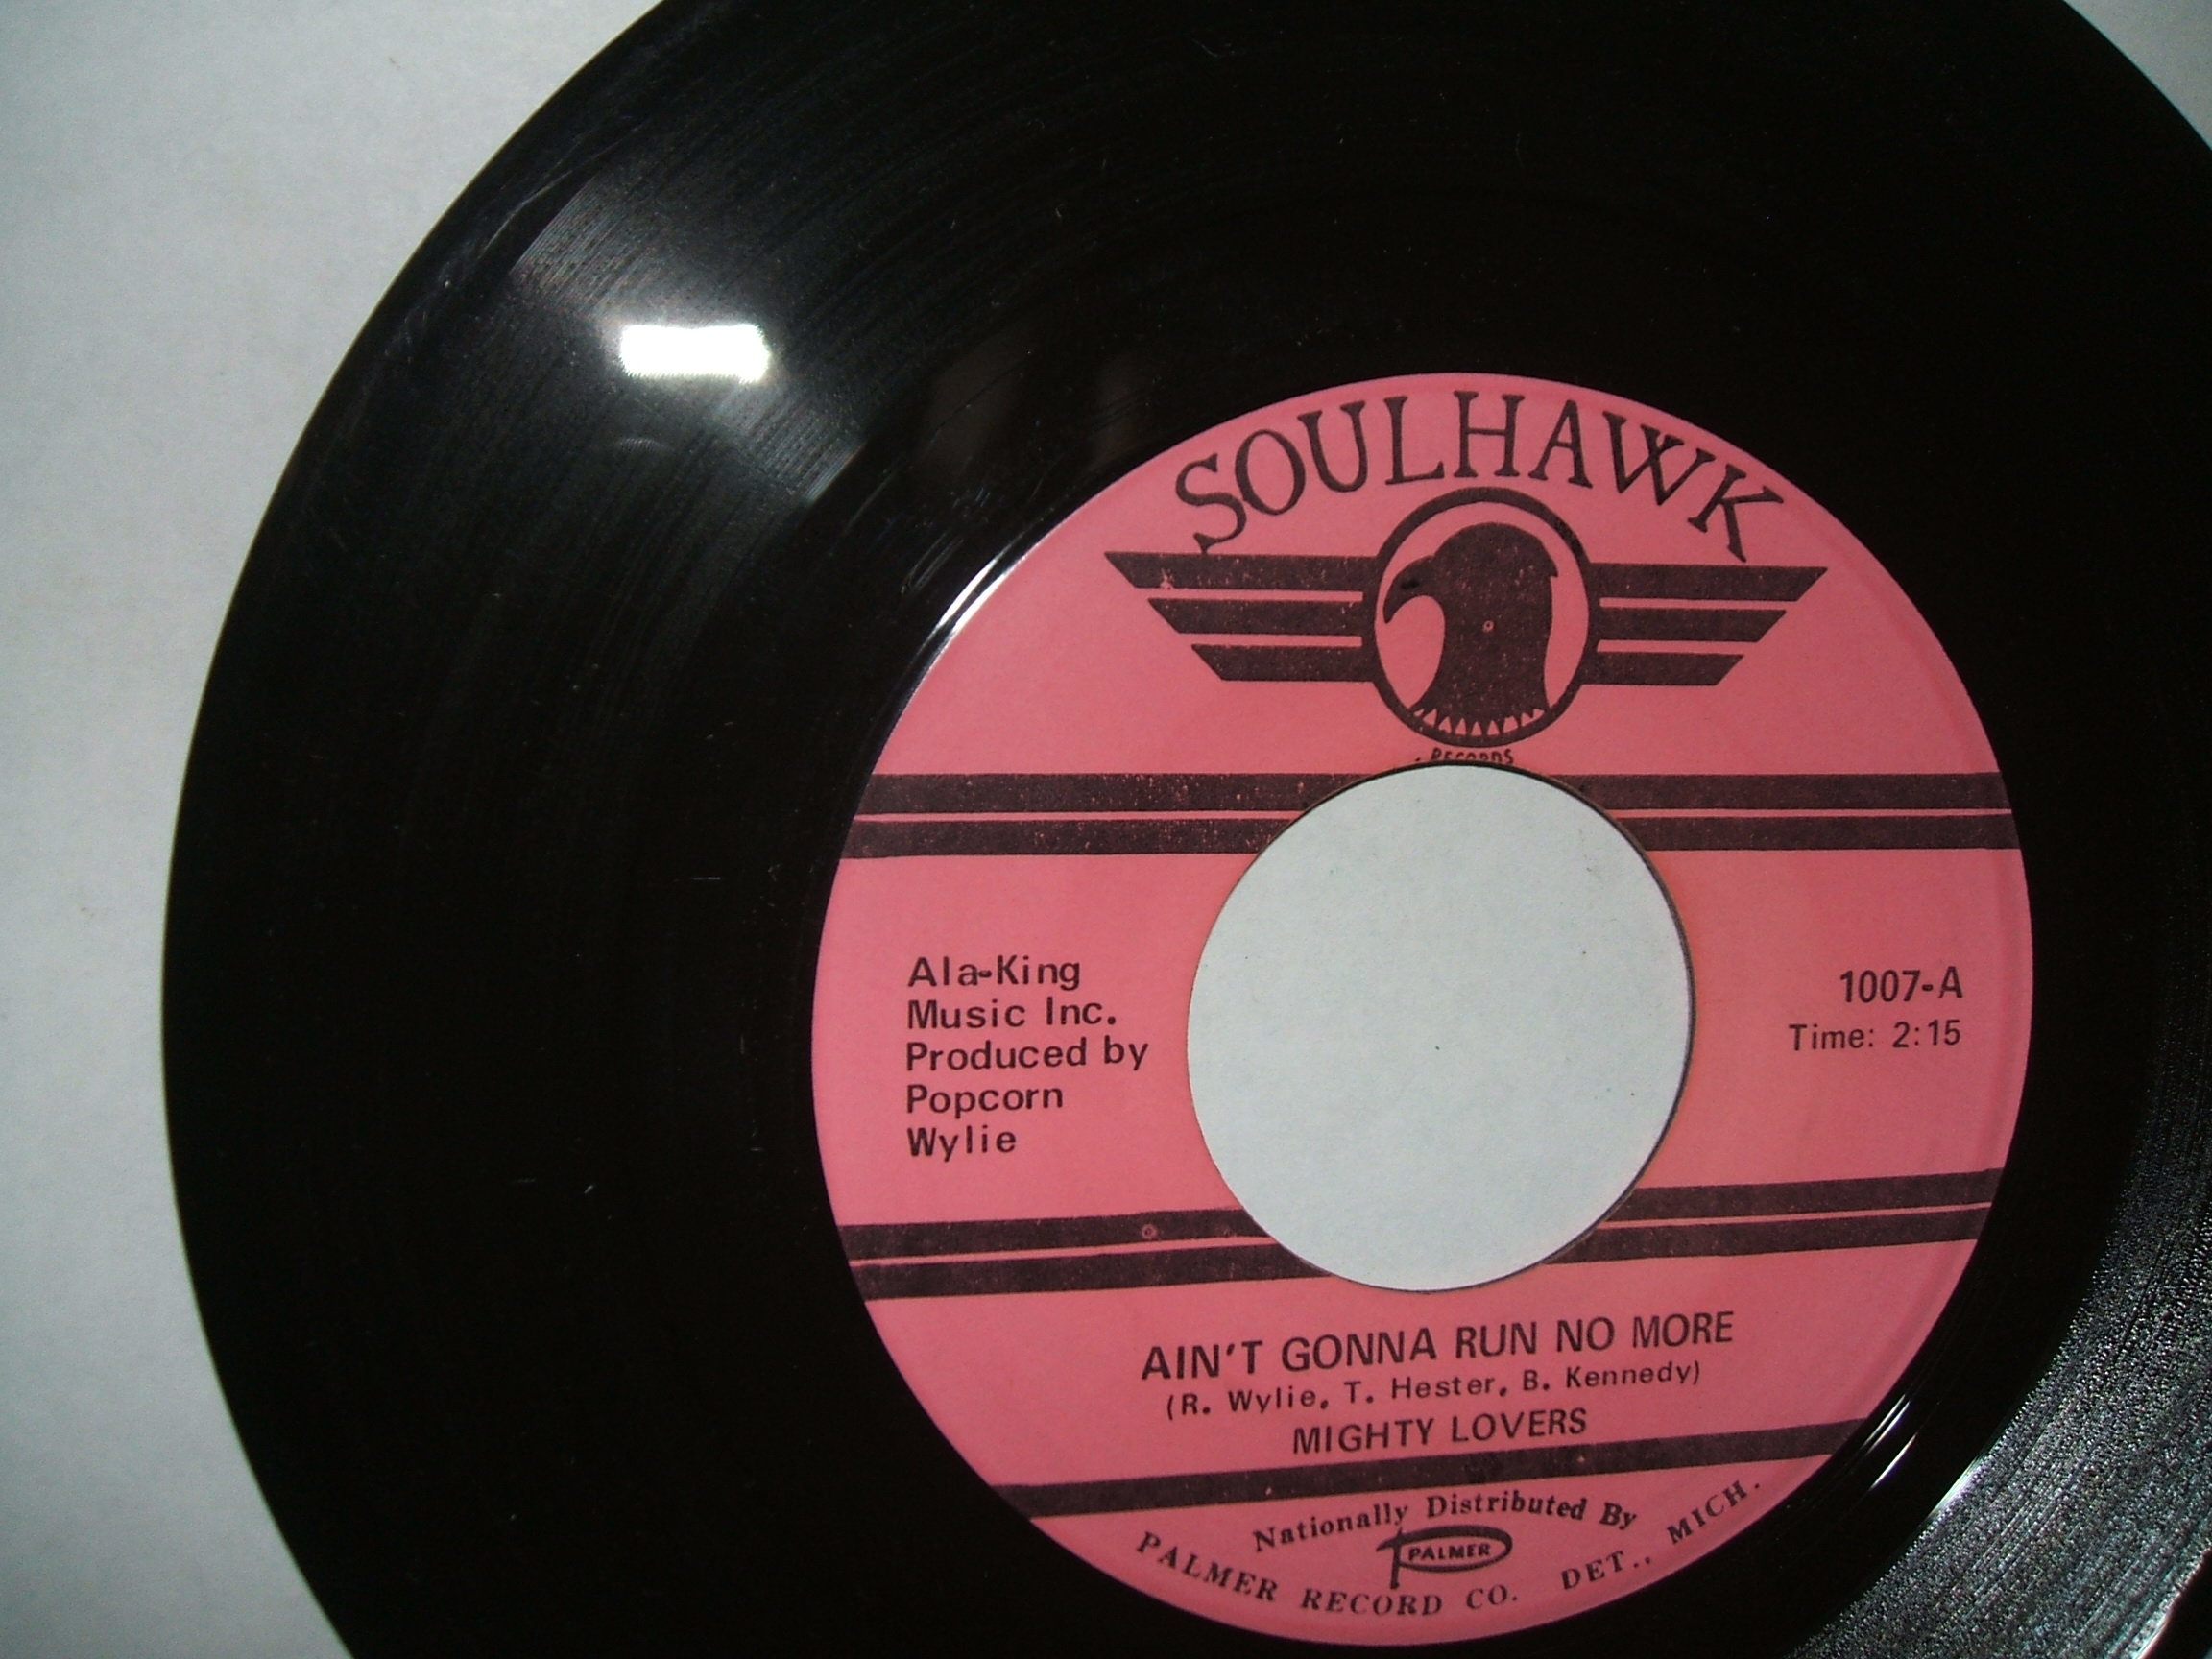 SOULHAWK
RECORDS
Ala-King
Music Inc.
Produced by
Popcorn
Wylie
1007-A
Time: 2:15
AIN'T GONNA RUN NO MORE
(R. Wylie, T. Hester, B. Kennedy)
MIGHTY LOVERS
Nationally Distributed By
PALMER
PALMER RECORD CO. DET., MICH.